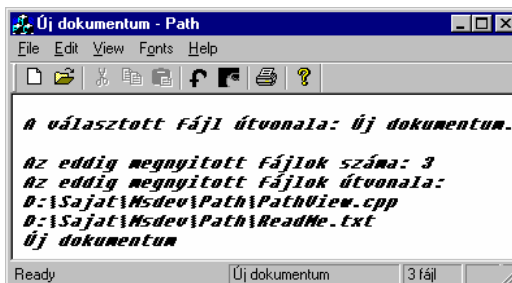 Új dokumentum - Path
File Edit View Fonts Help
A választott fájl útvonala: Új dokumentum.
Az eddig megnyitott fájlok száma: 3
Az eddig megnyitott fájlok útvonala:
D:\Sajat\Msdev\Path\PathView.cpp
D:\Sajat\Msdev\Path\ReadMe.txt
Új dokumentum
Ready Új dokumentum 3 fájl